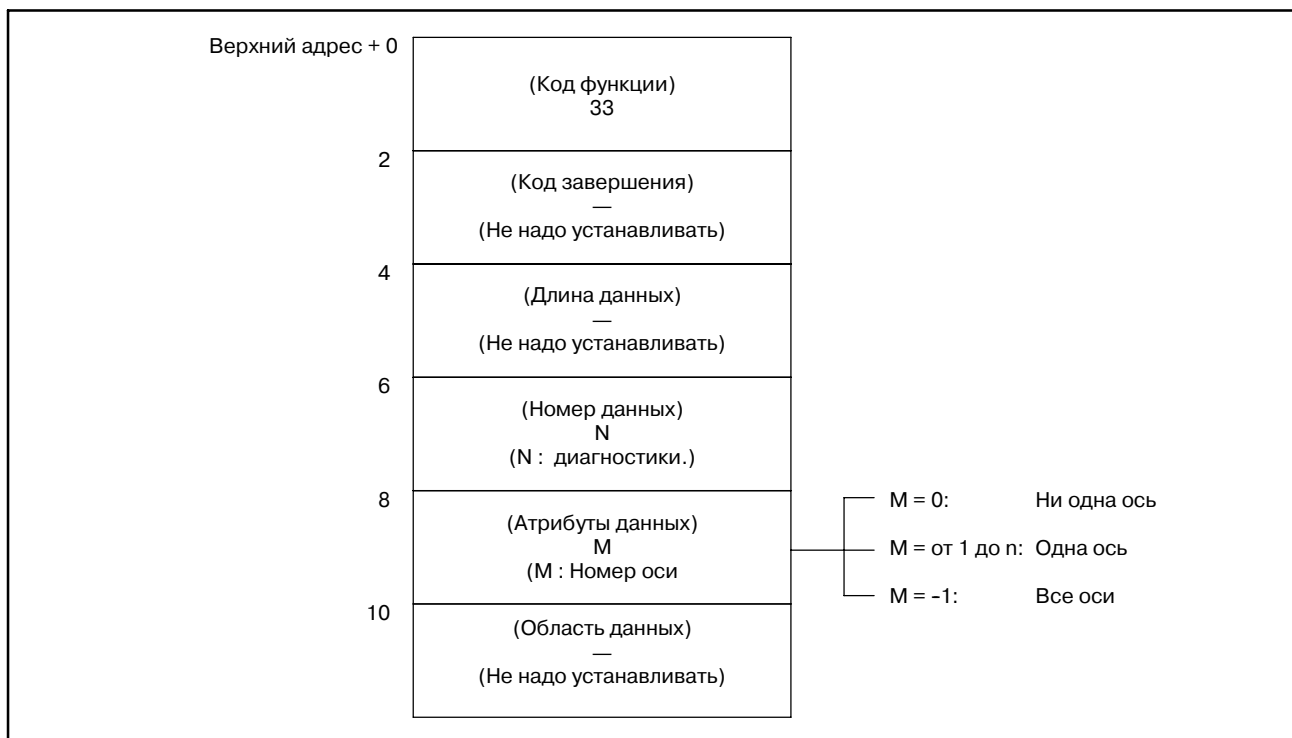 Верхний адрес + 0
(Код функции)
33
2
(Код завершения)
—
(Не надо устанавливать)
4
(Длина данных)
—
(Не надо устанавливать)
6
(Номер данных)
N
(N : диагностики.)
8
(Атрибуты данных)
M
(M : Номер оси
M = 0: Ни одна ось
M = от 1 до n: Одна ось
M = -1: Все оси
10
(Область данных)
—
(Не надо устанавливать)